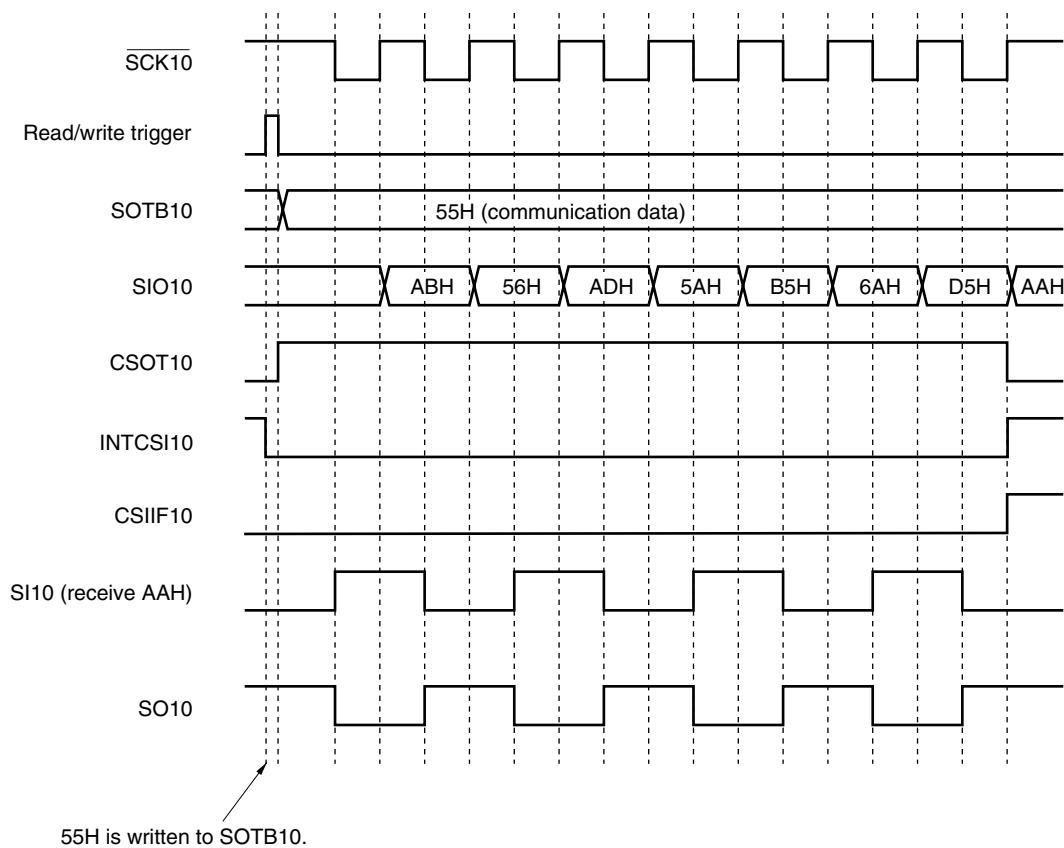 SCK10
Read/write trigger
SOTB10
55H (communication data)
SIO10
ABH 56H ADH 5AH B5H 6AH D5H AAH
CSOT10
INTCSI10
CSIIF10
SI10 (receive AAH)
SO10
55H is written to SOTB10.